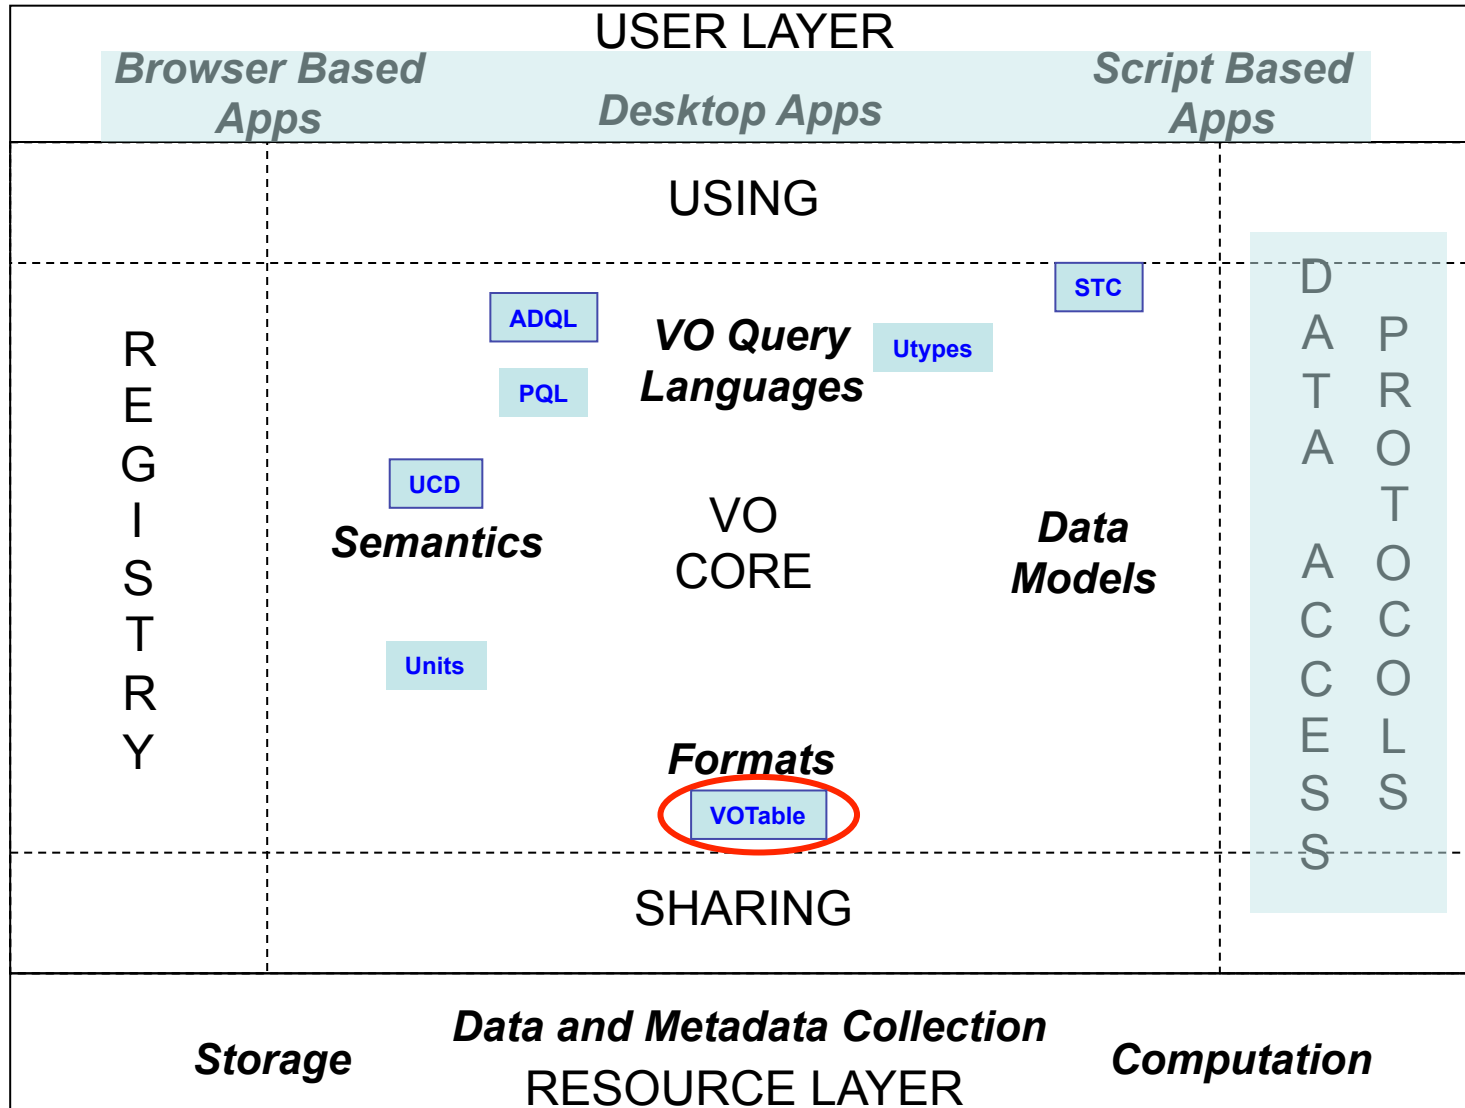 USER LAYER
Browser Based
Apps
Desktop Apps
Script Based
Apps
USING
REGISTRY
ADQL
PQL
VO Query
Languages
Utypes
STC
UCD
Semantics
VO
CORE
Data
Models
Units
Formats
VOTable
DATA ACCESS
PROTOCOLS
SHARING
Storage
Data and Metadata Collection
Computation
RESOURCE LAYER